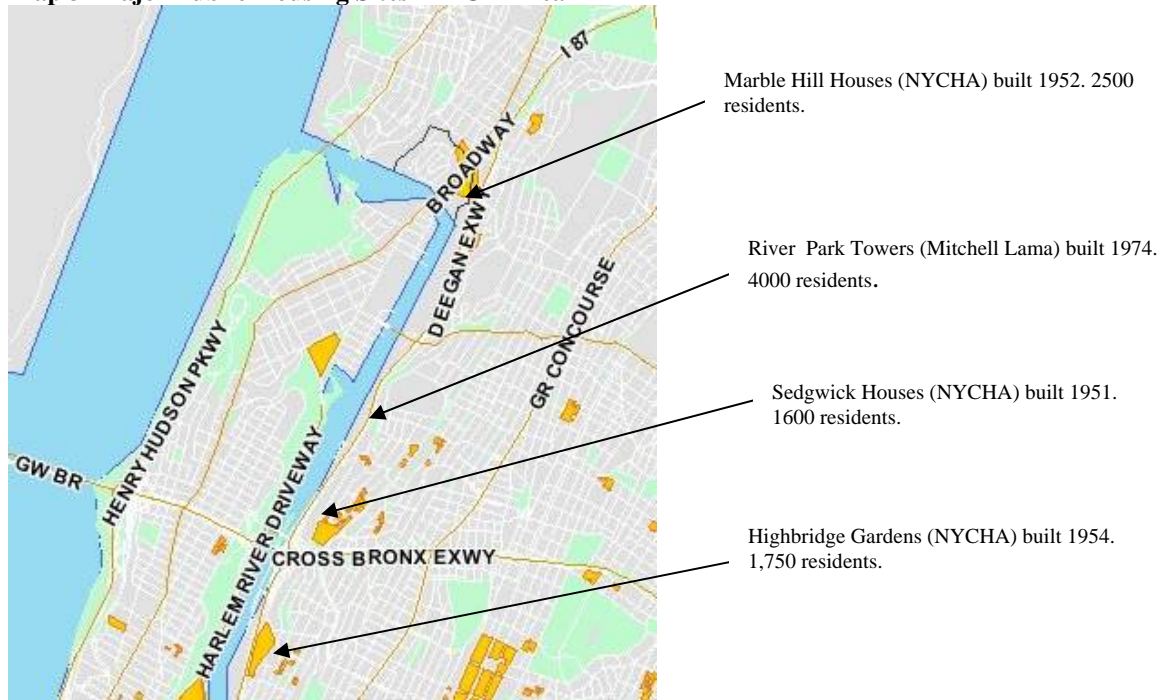 I 87
Marble Hill Houses (NYCHA) built 1952. 2500
residents.
BROADWAY
River Park Towers (Mitchell Lama) built 1974.
4000 residents.
DEEGAN EXWY
GR CONCOURSE
HENRY HUDSON PKWY
Sedgwick Houses (NYCHA) built 1951.
1600 residents.
GW BR
HARLEM RIVER DRIVEWAY
CROSS BRONX EXWY
Highbridge Gardens (NYCHA) built 1954.
1,750 residents.